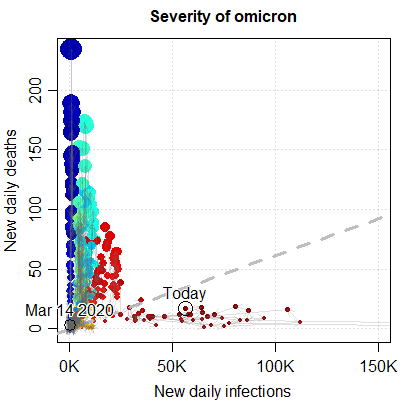 Severity of omicron
New daily deaths
200
150
100
50
0
Today
Mar 14 2020
0K
50K
100K
150K
New daily infections